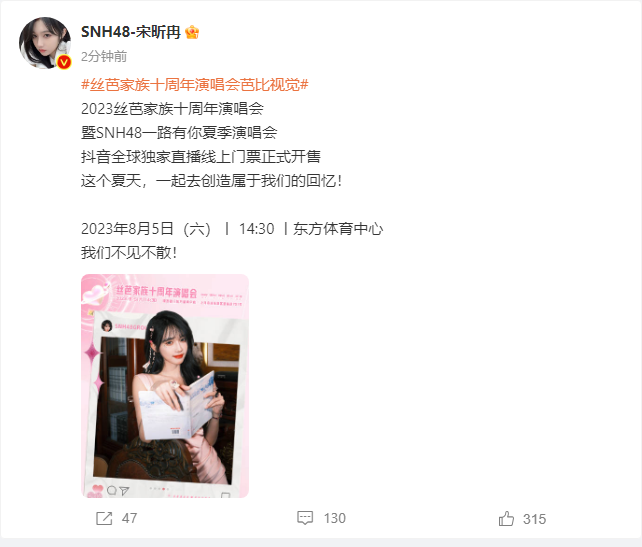 SNH48-宋昕冉
2分钟前
#丝芭家族十周年演唱会芭比视觉#
2023丝芭家族十周年演唱会
暨SNH48一路有你夏季演唱会
抖音全球独家直播线上门票正式开售
这个夏天，一起去创造属于我们的回忆！
2023年8月5日（六）丨 14:30 丨东方体育中心
我们不见不散！
丝芭家族十周年演唱会
47
130
315